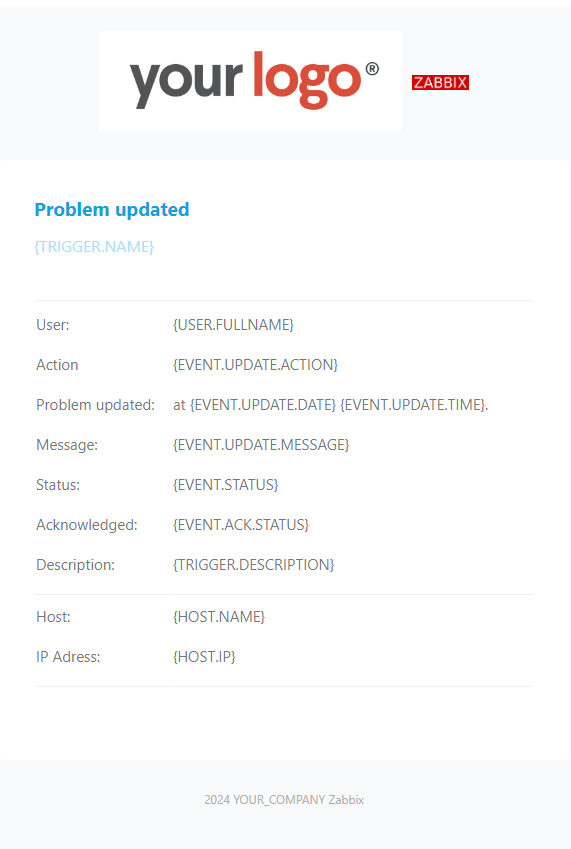 your logo®
ZABBIX
Problem updated
{TRIGGER.NAME}
User: {USER.FULLNAME}
Action {EVENT.UPDATE.ACTION}
Problem updated: at {EVENT.UPDATE.DATE} {EVENT.UPDATE.TIME}.
Message: {EVENT.UPDATE.MESSAGE}
Status: {EVENT.STATUS}
Acknowledged: {EVENT.ACK.STATUS}
Description: {TRIGGER.DESCRIPTION}
Host: {HOST.NAME}
IP Adress: {HOST.IP}
2024 YOUR_COMPANY Zabbix